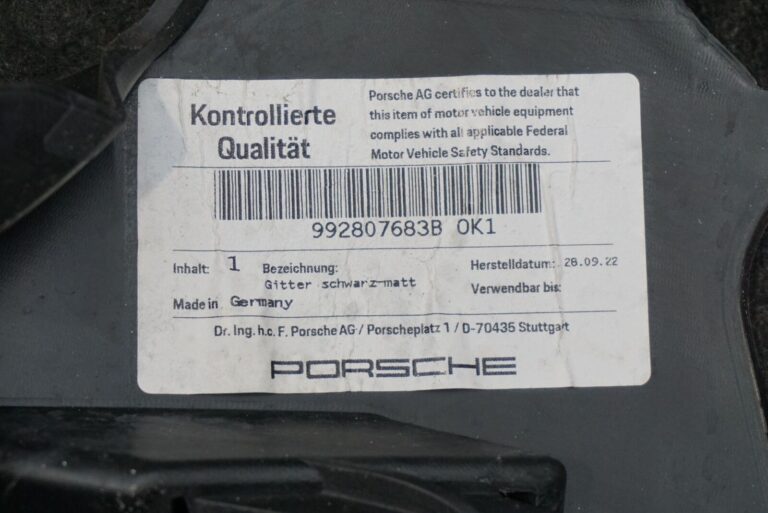 Kontrollierte
Qualität
Porsche AG certifies to the dealer that
this item of motor vehicle equipment
complies with all applicable Federal
Motor Vehicle Safety Standards.
992807683B OK1
Inhalt: 1 Bezeichnung:
Gitter schwarz-matt
Herstelldatum: 28.09.22
Verwendbar bis:
Made in Germany
Dr. Ing. h.c. F. Porsche AG / Porscheplatz 1 / D-70435 Stuttgart
PORSCHE